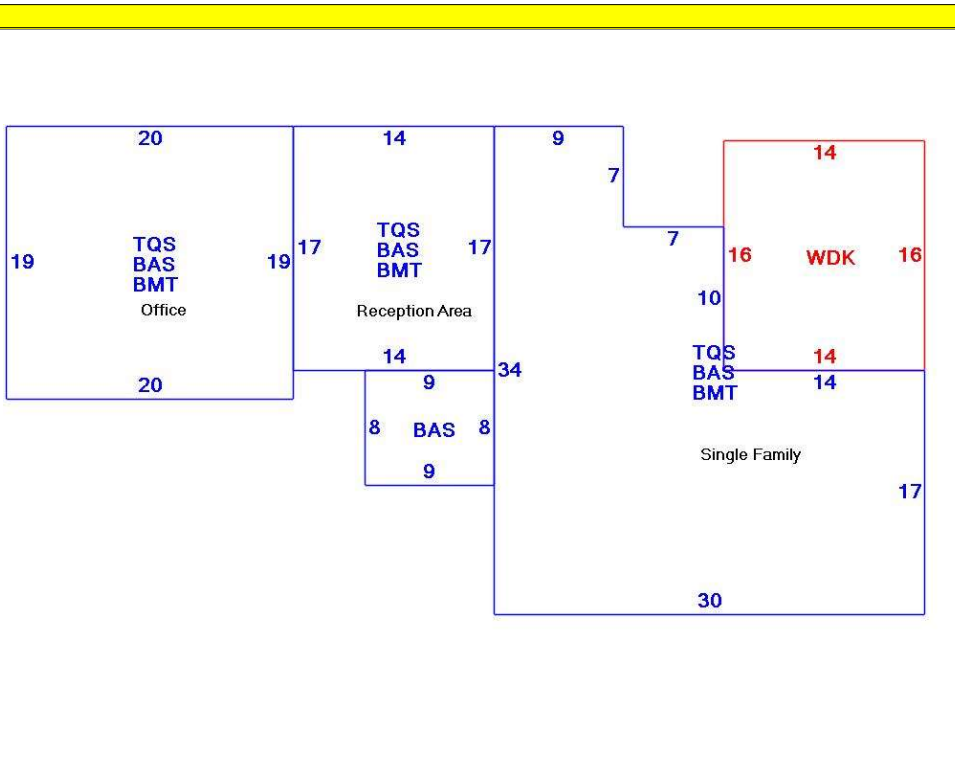 20
14
9
14
7
TQS
BAS
BMT
Office
19
19
17
TQS
BAS
BMT
17
Reception Area
7
16
WDK
16
10
14
20
14
9
34
TQS
BAS
BMT
14
14
8
BAS
8
9
Single Family
17
30